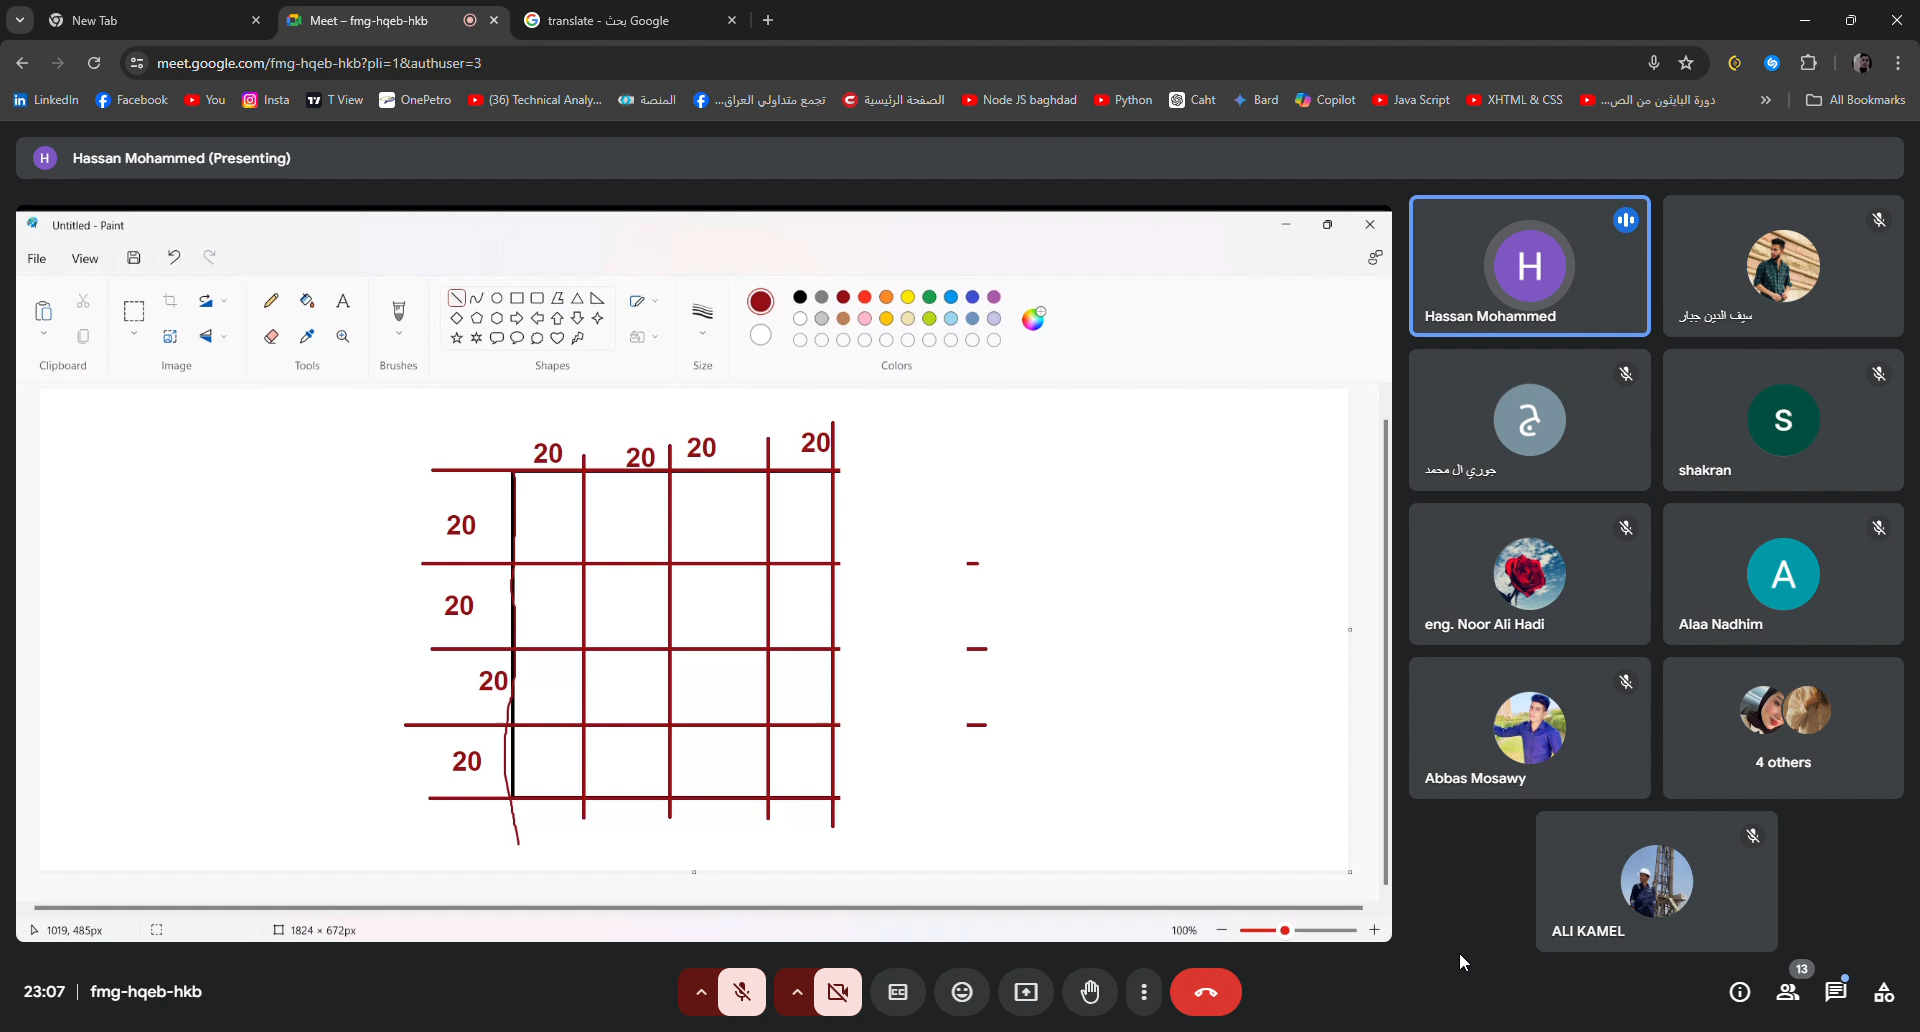 New Tab
Meet – fmg-hqeb-hkb
translate - بحث Google
meet.google.com/fmg-hqeb-hkb?pli=1&authuser=3
LinkedIn
Facebook
You
Insta
T View
OnePetro
(36) Technical Analy...
المنصة
تجمع متداولي العراق...
الصفحة الرئيسية
Node JS baghdad
Python
Caht
Bard
Copilot
Java Script
XHTML & CSS
دورة البايثون من الص...
All Bookmarks
H
Hassan Mohammed (Presenting)
Untitled - Paint
File
View
Clipboard
Image
Tools
Brushes
Shapes
Size
Colors
20
20
20
20
20
20
20
20
1019, 485px
1824 × 672px
100%
H
Hassan Mohammed
سيف الدين جبار
ج
جوري ال محمد
S
shakran
eng. Noor Ali Hadi
A
Alaa Nadhim
Abbas Mosawy
4 others
ALI KAMEL
23:07 | fmg-hqeb-hkb
13